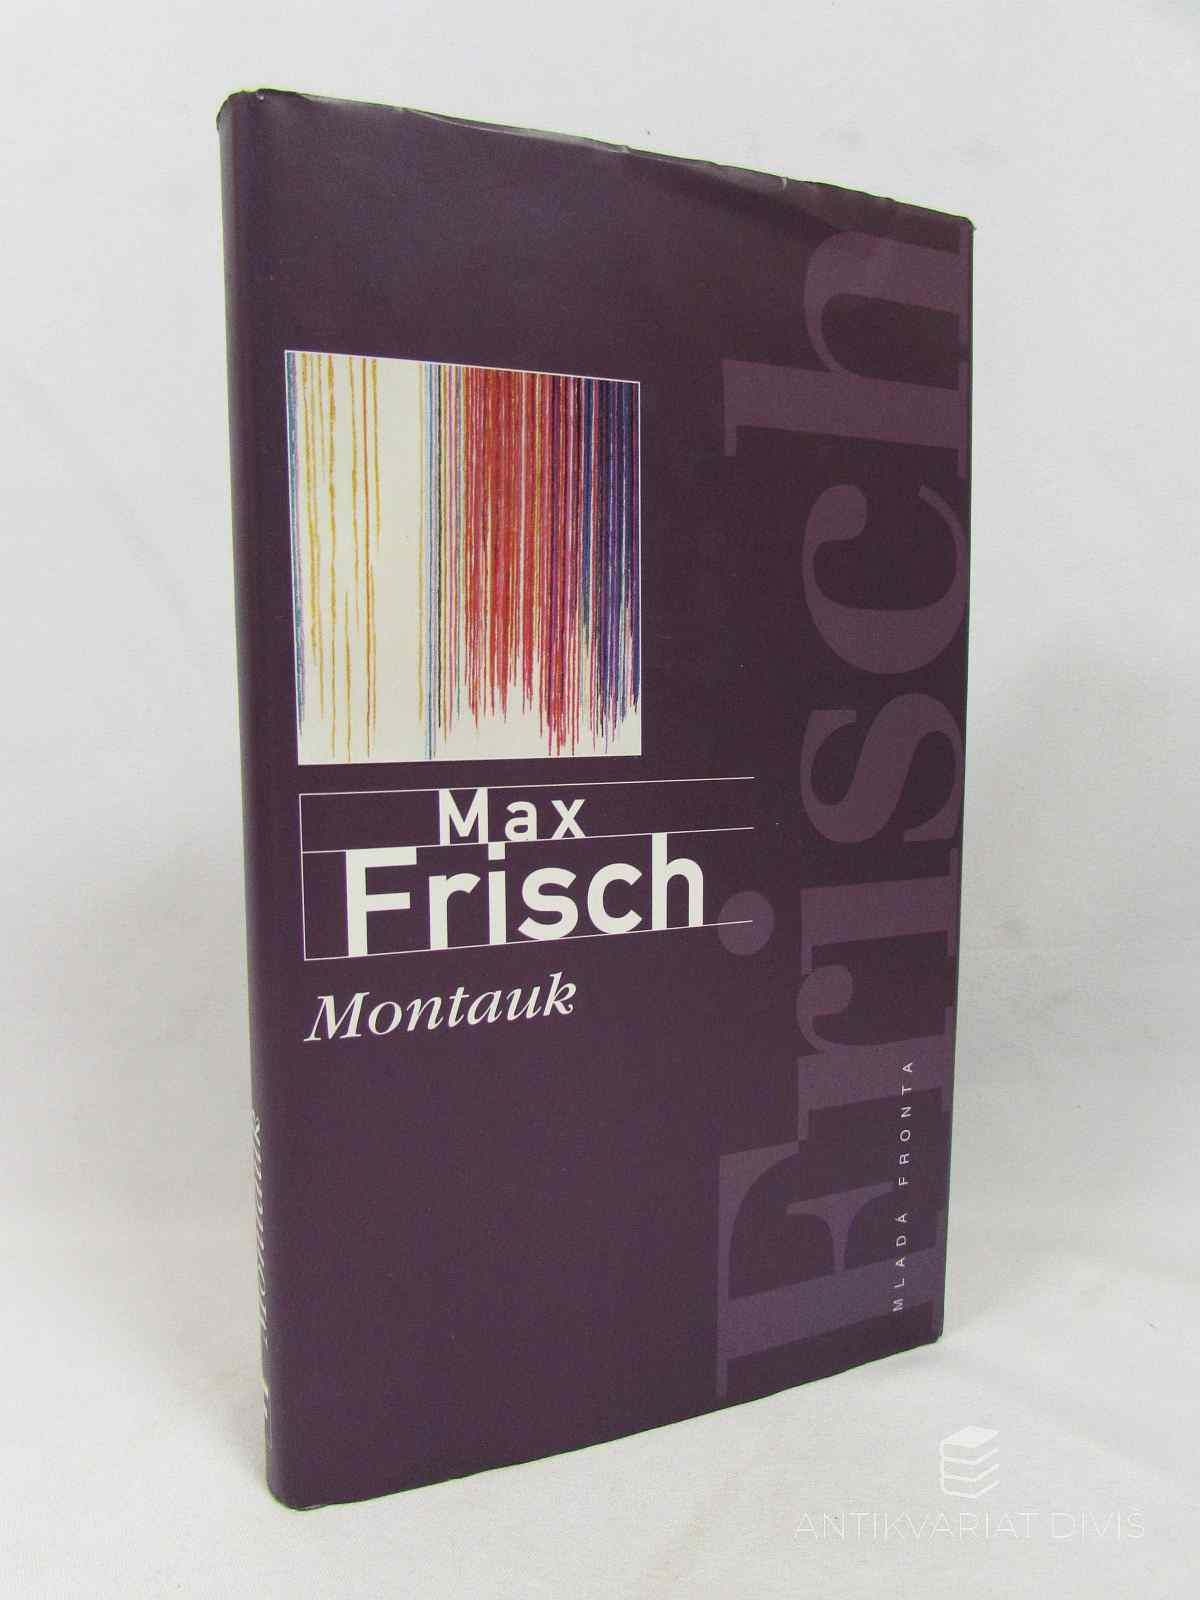 Max
Frisch
Montauk
Frisch
MLADÁ FRONTA
Montauk
ANTIKVARIAT DIVIŠ